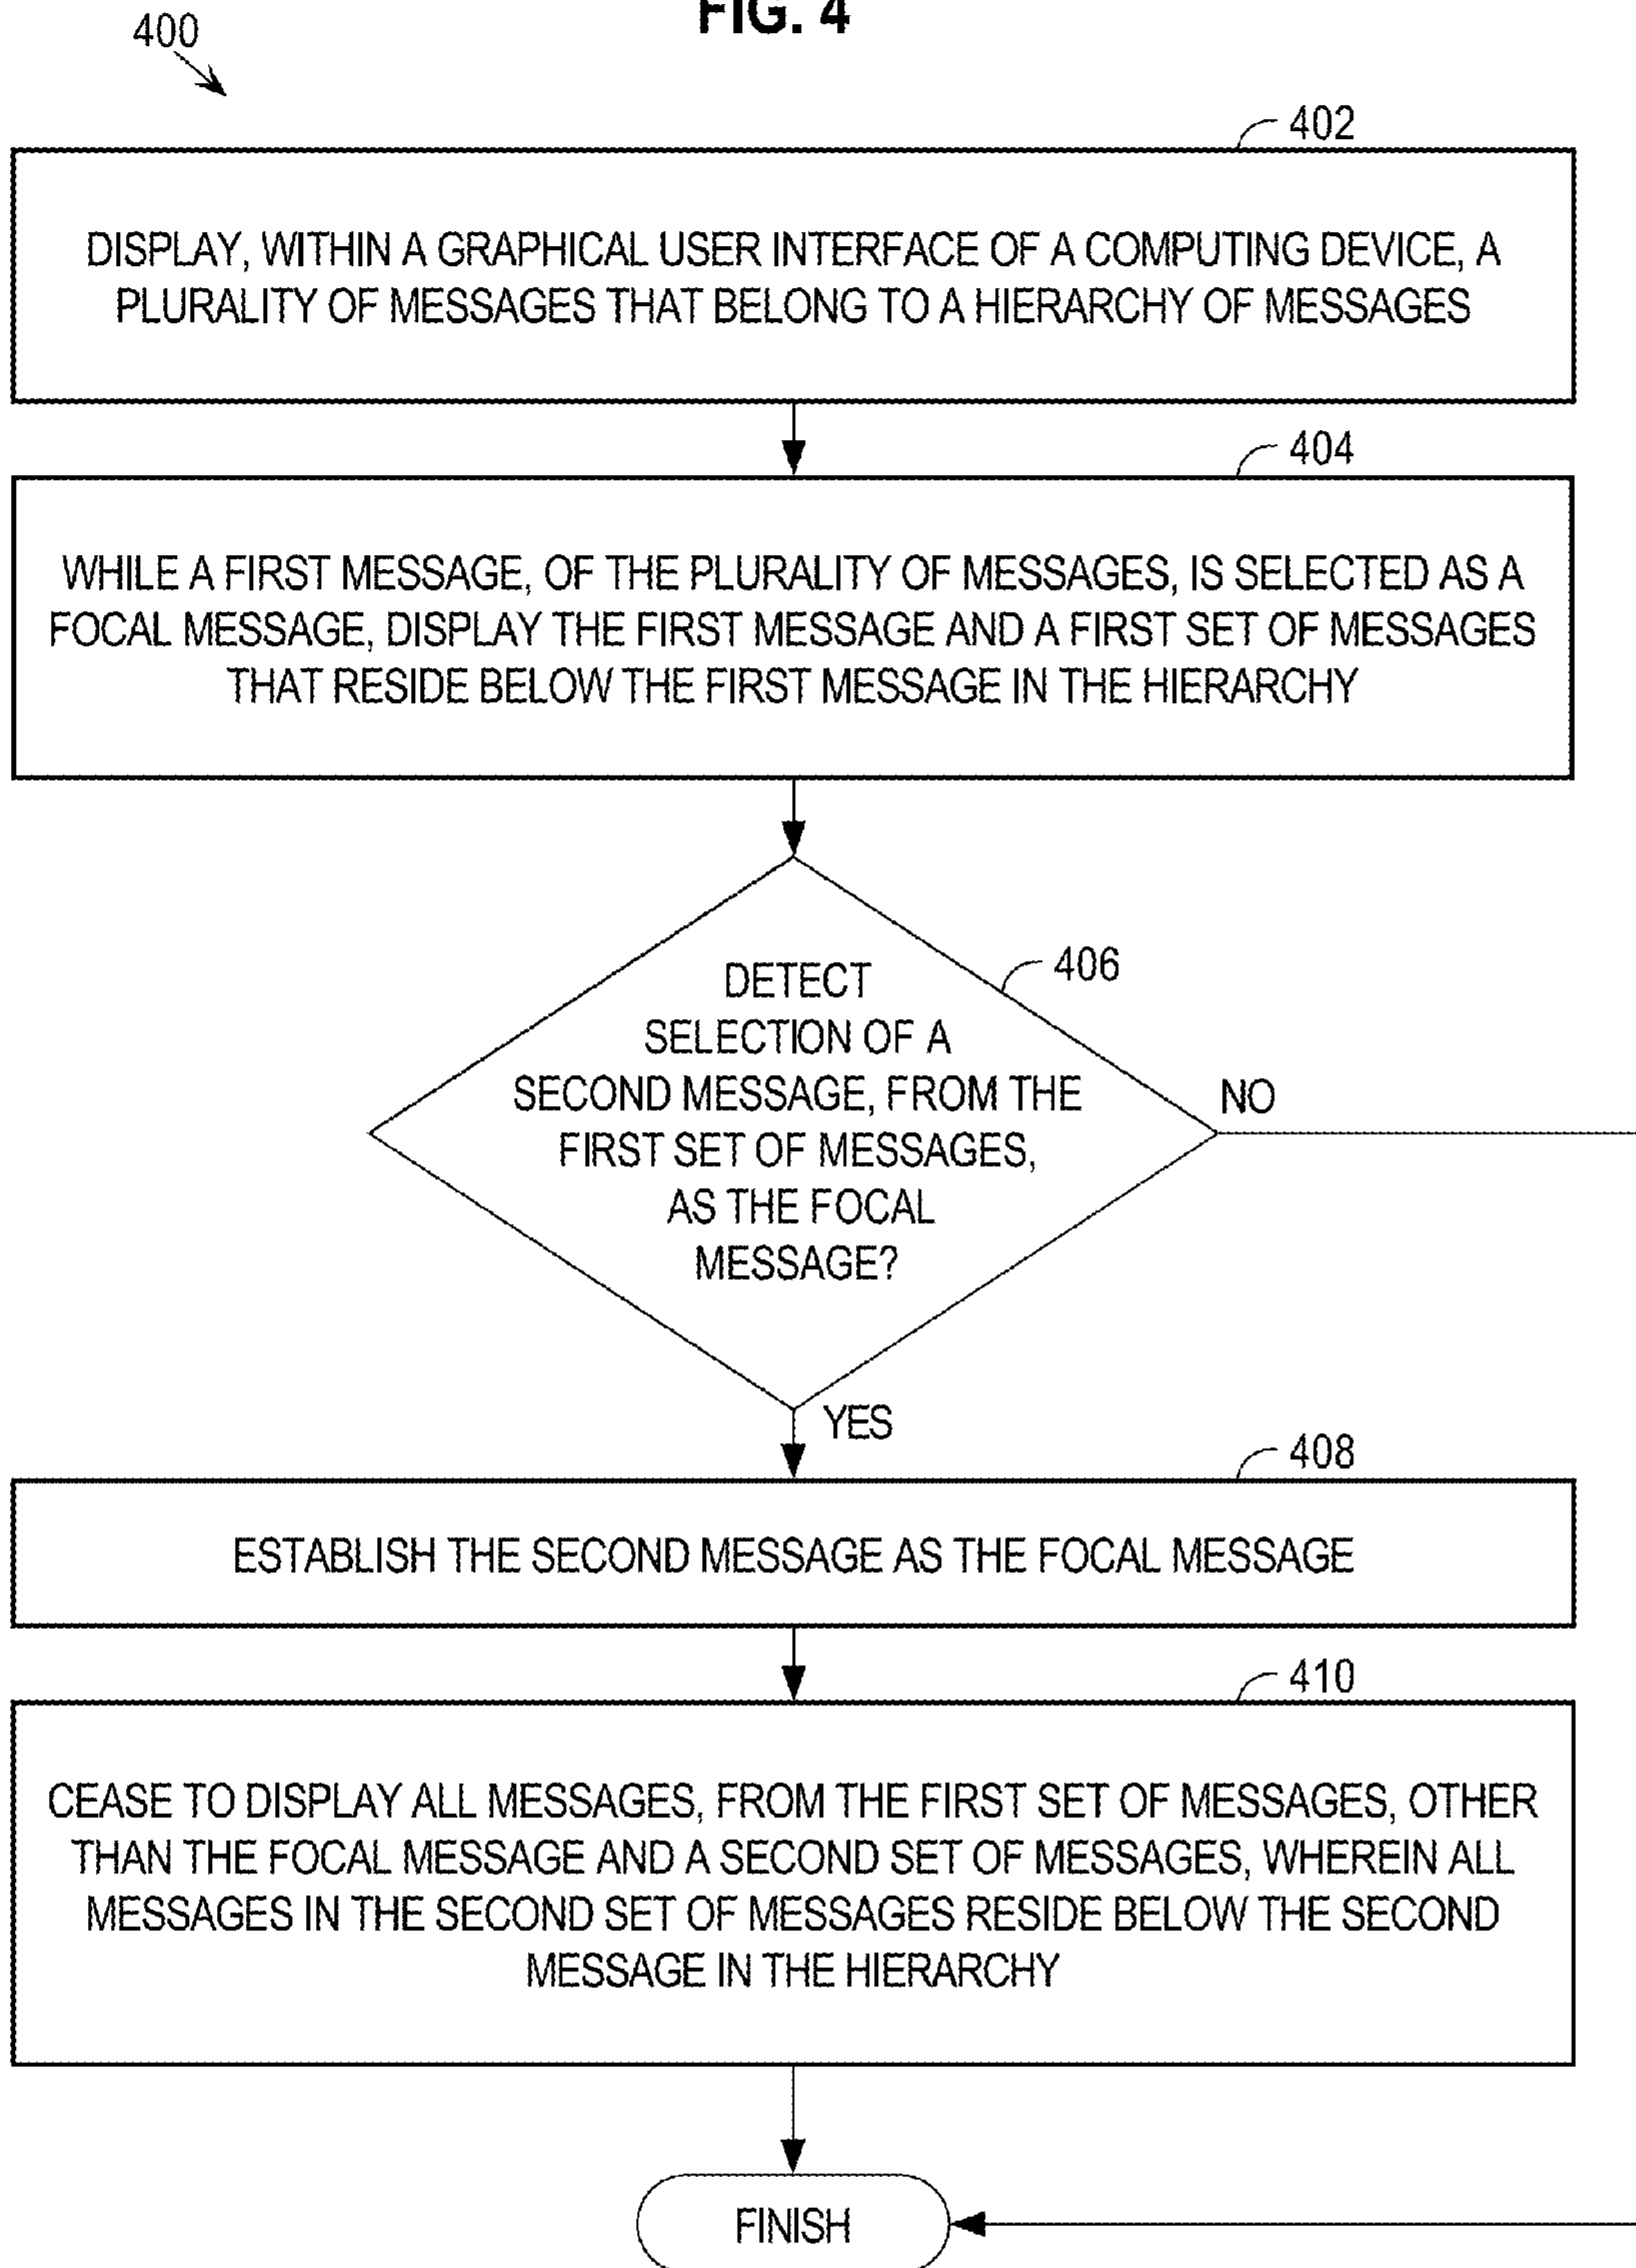 FIG. 4
400
402
DISPLAY, WITHIN A GRAPHICAL USER INTERFACE OF A COMPUTING DEVICE, A
PLURALITY OF MESSAGES THAT BELONG TO A HIERARCHY OF MESSAGES
404
WHILE A FIRST MESSAGE, OF THE PLURALITY OF MESSAGES, IS SELECTED AS A
FOCAL MESSAGE, DISPLAY THE FIRST MESSAGE AND A FIRST SET OF MESSAGES
THAT RESIDE BELOW THE FIRST MESSAGE IN THE HIERARCHY
406
DETECT
SELECTION OF A
SECOND MESSAGE, FROM THE
FIRST SET OF MESSAGES,
AS THE FOCAL
MESSAGE?
NO
YES
408
ESTABLISH THE SECOND MESSAGE AS THE FOCAL MESSAGE
410
CEASE TO DISPLAY ALL MESSAGES, FROM THE FIRST SET OF MESSAGES, OTHER
THAN THE FOCAL MESSAGE AND A SECOND SET OF MESSAGES, WHEREIN ALL
MESSAGES IN THE SECOND SET OF MESSAGES RESIDE BELOW THE SECOND
MESSAGE IN THE HIERARCHY
FINISH